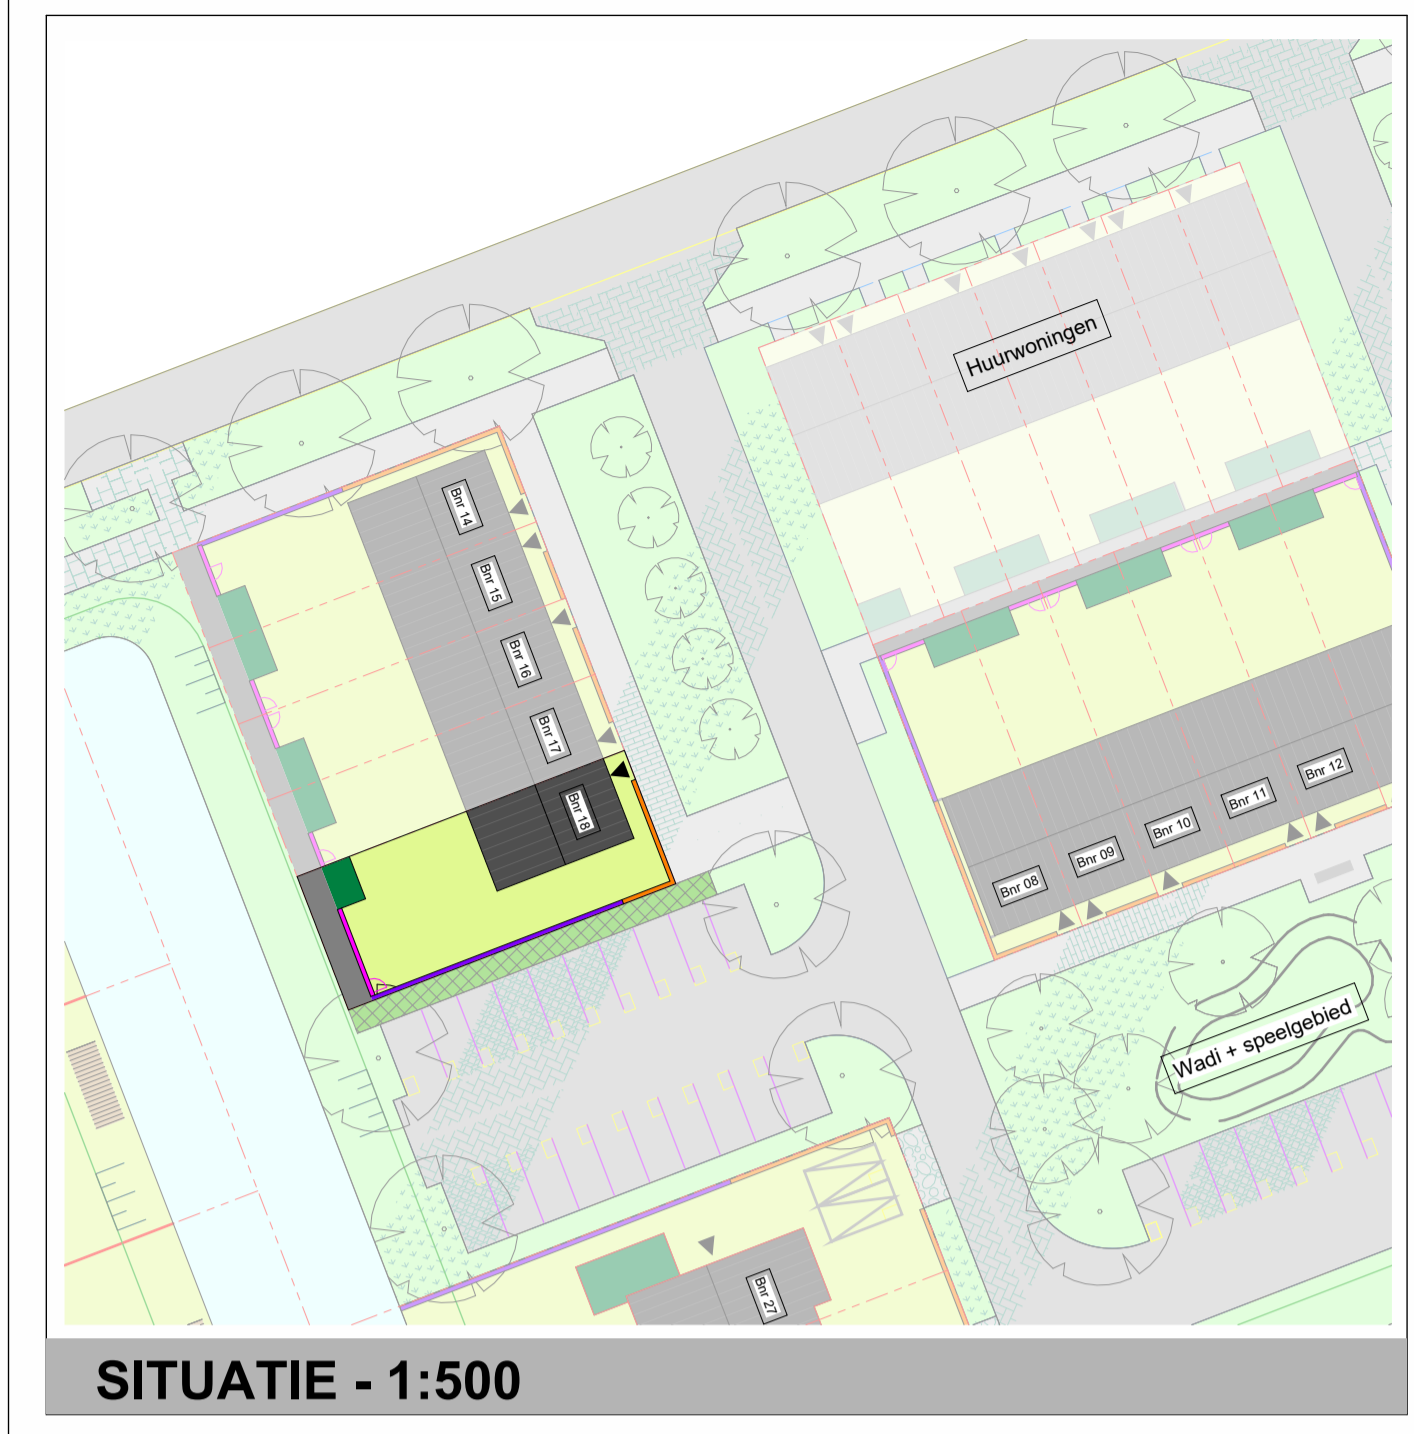 Huurwoningen
Bnr 14
Bnr 15
Bnr 16
Bnr 17
Bnr 18
Bnr 12
Bnr 11
Bnr 10
Bnr 09
Bnr 08
Wadi + speelgebied
Bnr 27
SITUATIE - 1:500